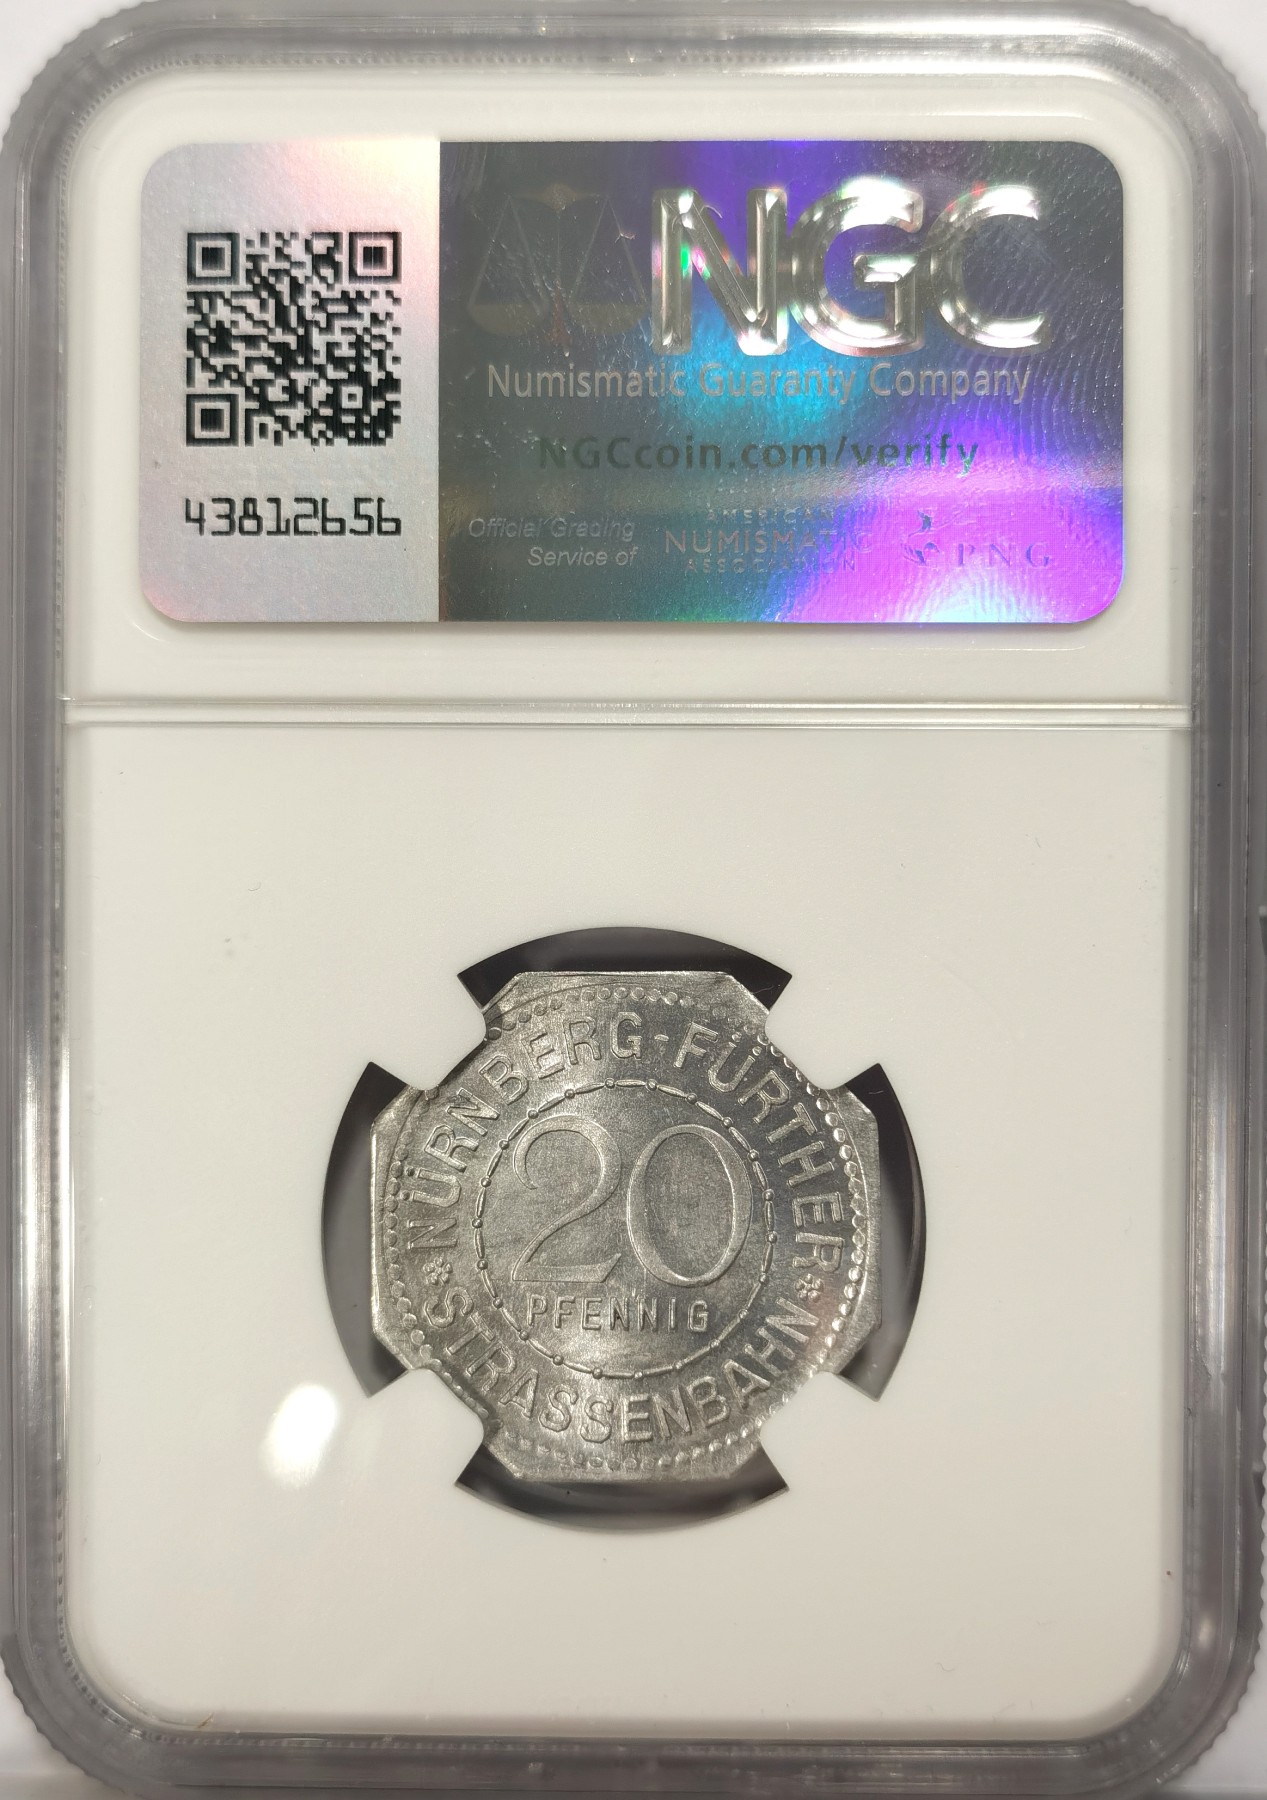 NGC
Numismatic Guaranty Company
NGCcoin.com/verify
43812656
Official Grading
Service of
AMERICAN
NUMISMATIC
ASSOCIATION
PNG
NÜRNBERG-FÜRTHER
20
PFENNIG
STRASSENBAHN